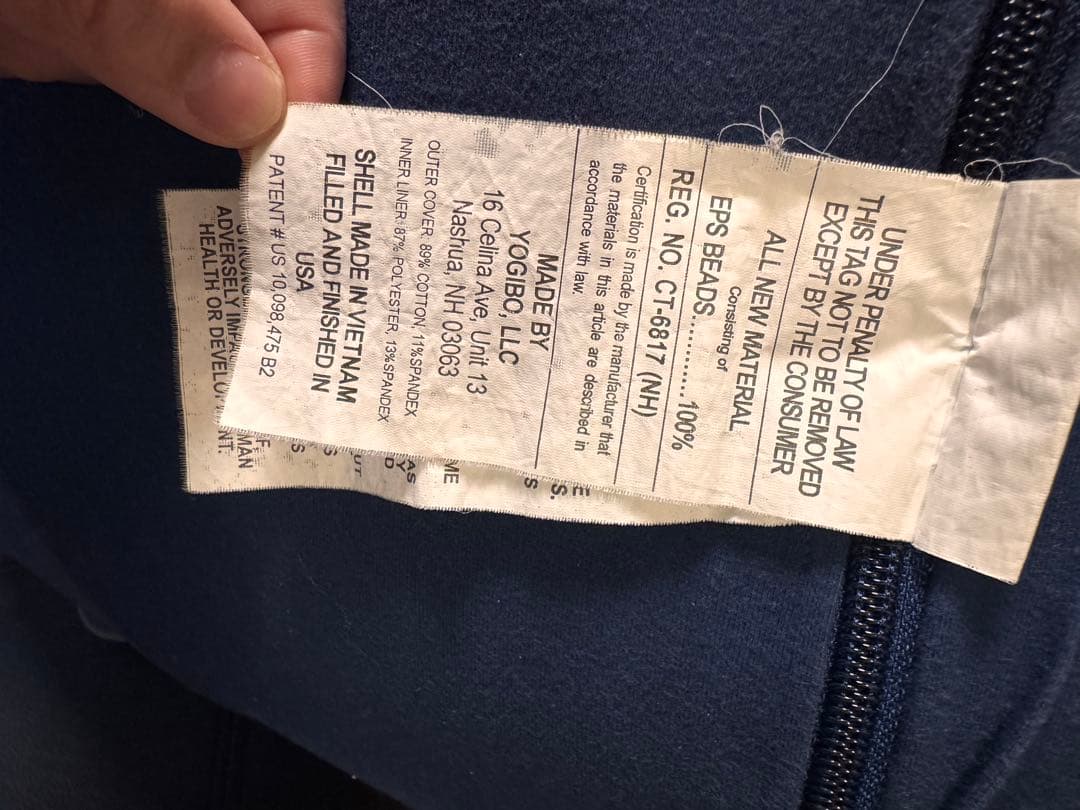 UNDER PENALTY OF LAW
THIS TAG NOT TO BE REMOVED
EXCEPT BY THE CONSUMER
ALL NEW MATERIAL
Consisting of
EPS BEADS............100%
REG. NO. CT-6817 (NH)
Certification is made by the manufacturer that
the materials in this article are described in
accordance with law.
MADE BY
YOGIBO, LLC
16 Celina Ave, Unit 13
Nashua, NH 03063
OUTER COVER: 89% COTTON, 11%SPANDEX
INNER LINER: 87% POLYESTER, 13%SPANDEX
SHELL MADE IN VIETNAM
FILLED AND FINISHED IN
USA
PATENT # US 10,098,475 B2
ADVERSELY
HEALTH OR